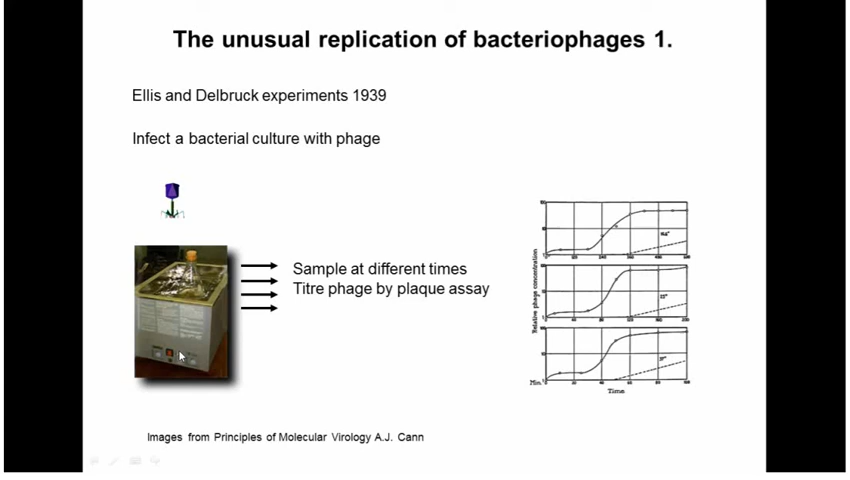 The unusual replication of bacteriophages 1.
Ellis and Delbruck experiments 1939
Infect a bacterial culture with phage
Sample at different times
Titre phage by plaque assay
Relative phage concentration
Min.
Time
Images from Principles of Molecular Virology A.J. Cann